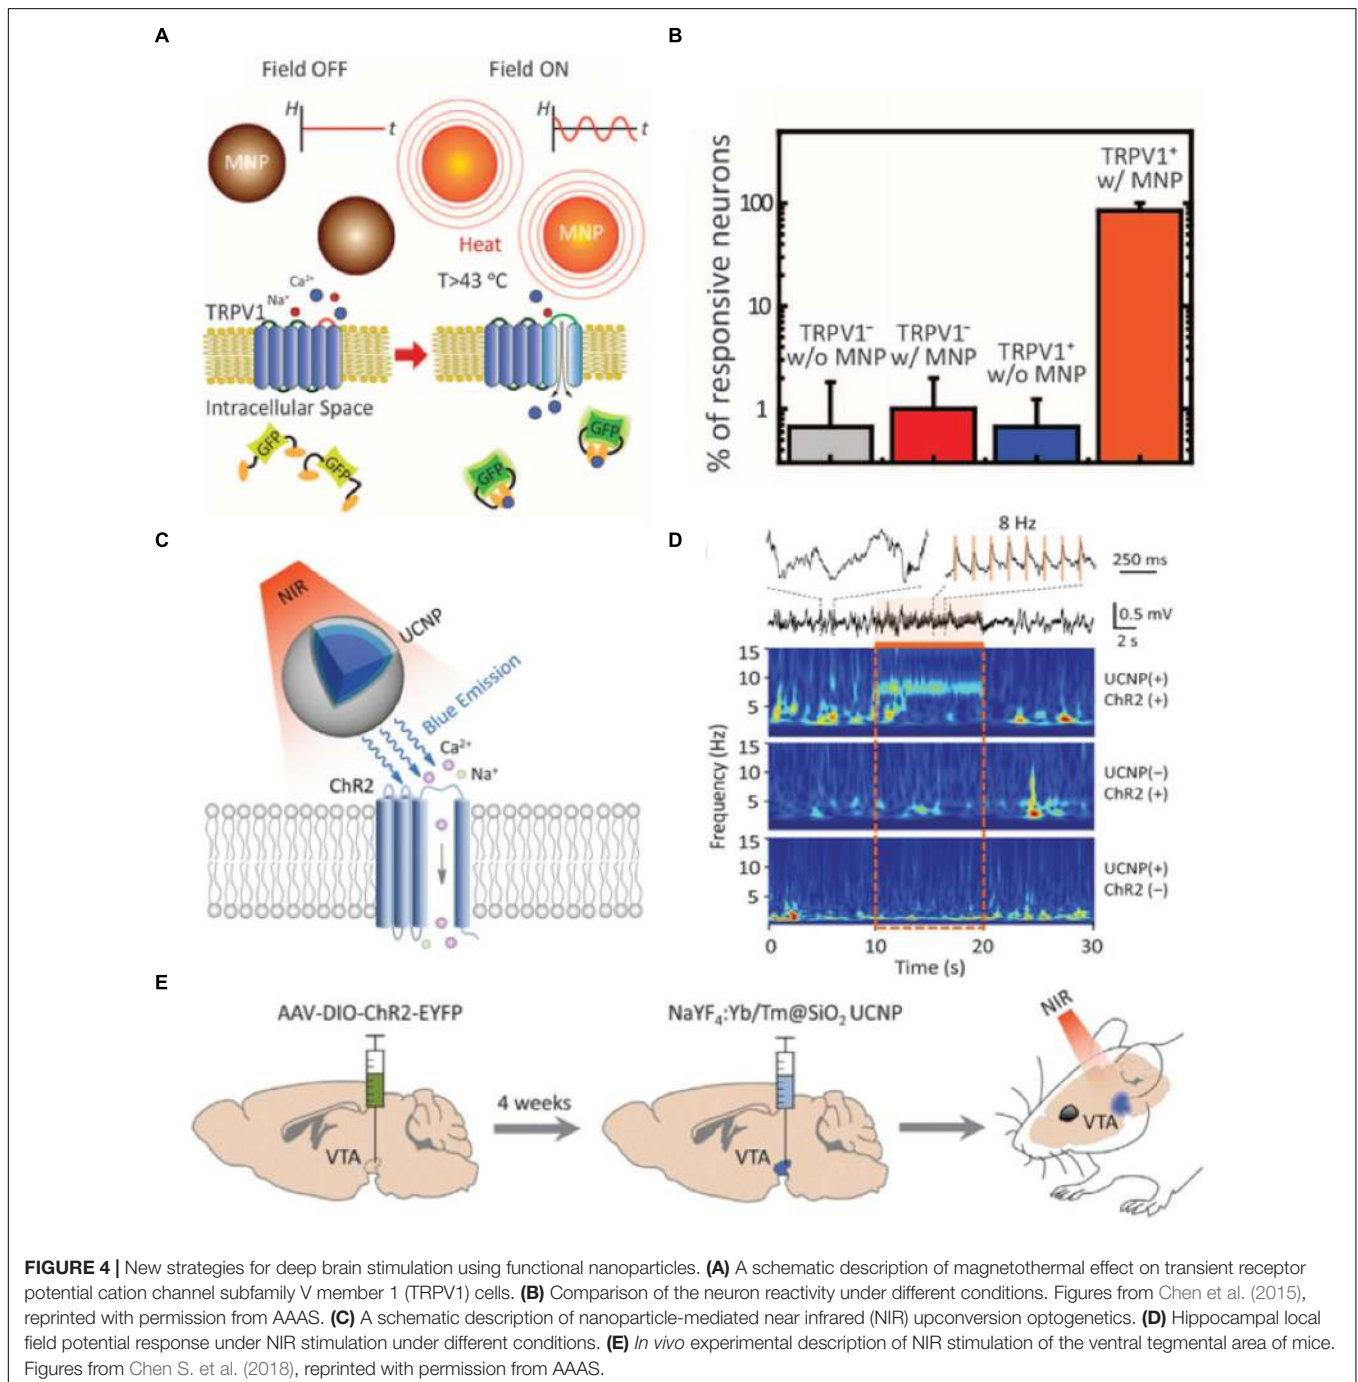 A
Field OFF
Field ON
H
t
H
t
MNP
MNP
Heat
T>43 °C
Ca²⁺
Na⁺
TRPV1
Intracellular Space
GFP
GFP
GFP
GFP
B
% of responsive neurons
100
10
1
TRPV1⁻
w/o MNP
TRPV1⁻
w/ MNP
TRPV1⁺
w/o MNP
TRPV1⁺
w/ MNP
C
NIR
UCNP
Blue Emission
Ca²⁺
Na⁺
ChR2
D
8 Hz
250 ms
0.5 mV
2 s
Frequency (Hz)
15
10
5
UCNP(+)
ChR2 (+)
15
10
5
UCNP(−)
ChR2 (+)
15
10
5
UCNP(+)
ChR2 (−)
0
10
20
30
Time (s)
E
AAV-DIO-ChR2-EYFP
VTA
4 weeks
NaYF₄:Yb/Tm@SiO₂ UCNP
VTA
NIR
VTA
FIGURE 4 | New strategies for deep brain stimulation using functional nanoparticles. (A) A schematic description of magnetothermal effect on transient receptor
potential cation channel subfamily V member 1 (TRPV1) cells. (B) Comparison of the neuron reactivity under different conditions. Figures from Chen et al. (2015),
reprinted with permission from AAAS. (C) A schematic description of nanoparticle-mediated near infrared (NIR) upconversion optogenetics. (D) Hippocampal local
field potential response under NIR stimulation under different conditions. (E) In vivo experimental description of NIR stimulation of the ventral tegmental area of mice.
Figures from Chen S. et al. (2018), reprinted with permission from AAAS.